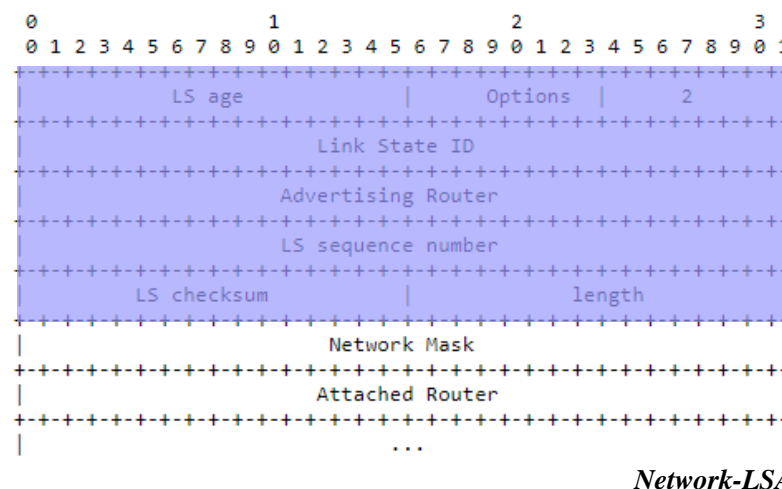 0 1 2 3
0 1 2 3 4 5 6 7 8 9 0 1 2 3 4 5 6 7 8 9 0 1 2 3 4 5 6 7 8 9 0 1
+-+-+-+-+-+-+-+-+-+-+-+-+-+-+-+-+-+-+-+-+-+-+-+-+-+-+-+-+-+-+-+-
| LS age | Options | 2
+-+-+-+-+-+-+-+-+-+-+-+-+-+-+-+-+-+-+-+-+-+-+-+-+-+-+-+-+-+-+-+-
| Link State ID
+-+-+-+-+-+-+-+-+-+-+-+-+-+-+-+-+-+-+-+-+-+-+-+-+-+-+-+-+-+-+-+-
| Advertising Router
+-+-+-+-+-+-+-+-+-+-+-+-+-+-+-+-+-+-+-+-+-+-+-+-+-+-+-+-+-+-+-+-
| LS sequence number
+-+-+-+-+-+-+-+-+-+-+-+-+-+-+-+-+-+-+-+-+-+-+-+-+-+-+-+-+-+-+-+-
| LS checksum | length
+-+-+-+-+-+-+-+-+-+-+-+-+-+-+-+-+-+-+-+-+-+-+-+-+-+-+-+-+-+-+-+-
| Network Mask
+-+-+-+-+-+-+-+-+-+-+-+-+-+-+-+-+-+-+-+-+-+-+-+-+-+-+-+-+-+-+-+-
| Attached Router
+-+-+-+-+-+-+-+-+-+-+-+-+-+-+-+-+-+-+-+-+-+-+-+-+-+-+-+-+-+-+-+-
| ...
Network-LSA